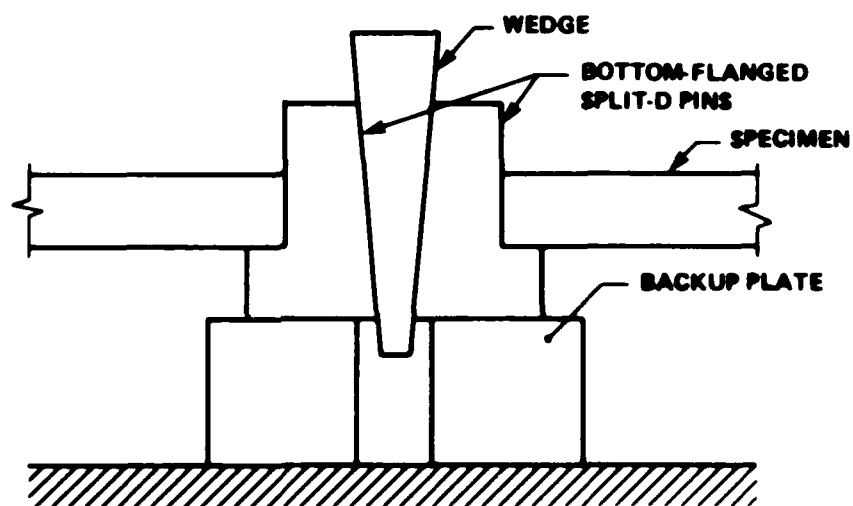 WEDGE
BOTTOM-FLANGED
SPLIT-D PINS
SPECIMEN
BACKUP PLATE